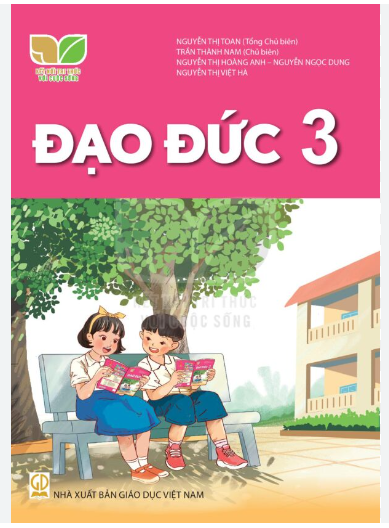 NGUYỄN THỊ TOAN (Tổng Chủ biên)
TRẦN THÀNH NAM (Chủ biên)
NGUYỄN THỊ HOÀNG ANH – NGUYỄN NGỌC DUNG
NGUYỄN THỊ VIỆT HÀ
KẾT NỐI TRI THỨC
VỚI CUỘC SỐNG
ĐẠO ĐỨC 3
TRI THỨC
CUỘC SỐNG
NHÀ XUẤT BẢN GIÁO DỤC VIỆT NAM